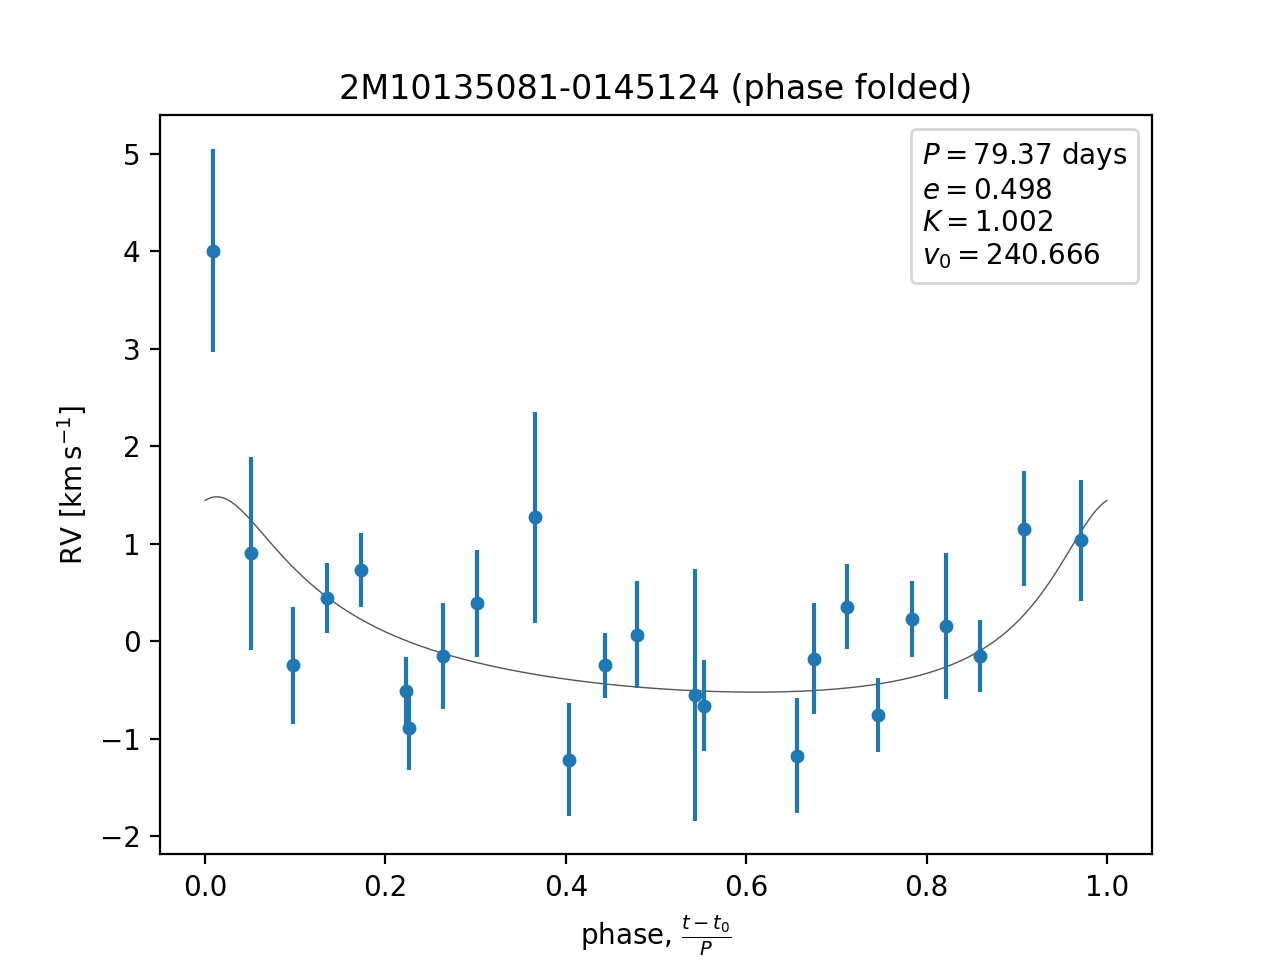 2M10135081-0145124 (phase folded)
P = 79.37 days
e = 0.498
K = 1.002
v₀ = 240.666
5
4
3
2
1
0
−1
−2
RV [km s⁻¹]
0.0 0.2 0.4 0.6 0.8 1.0
phase, (t − t₀)/P